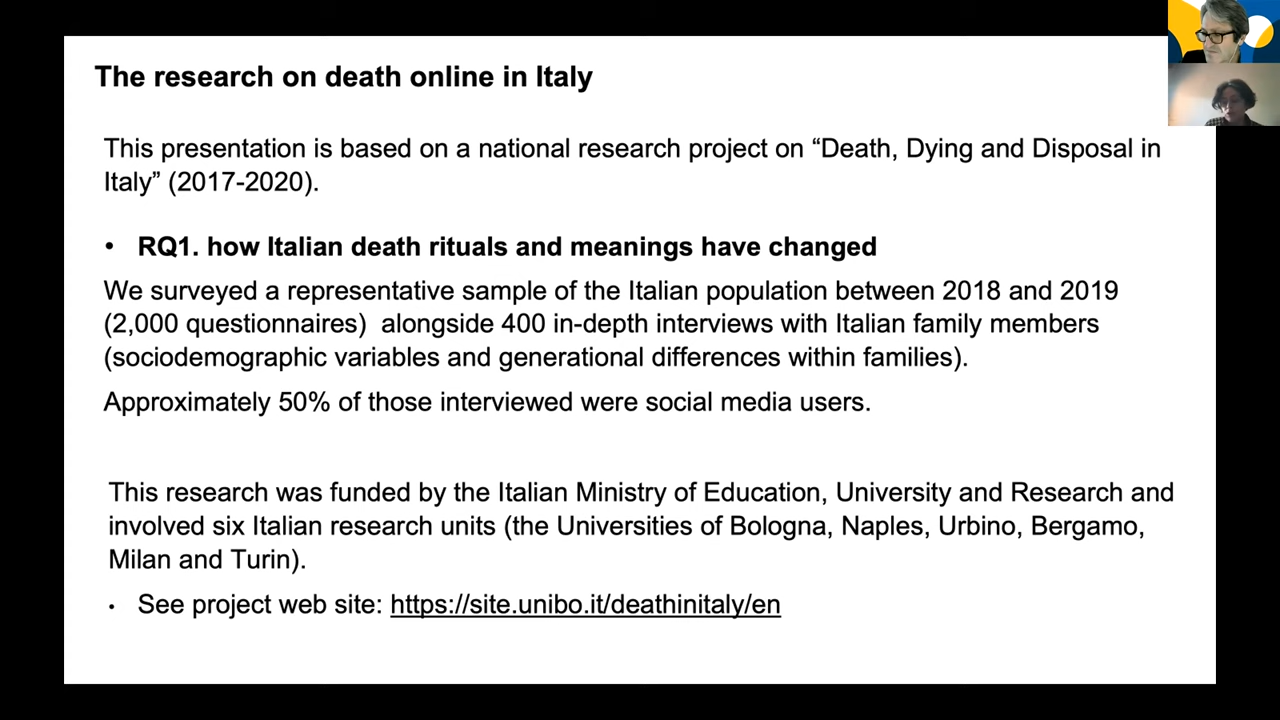 The research on death online in Italy
This presentation is based on a national research project on “Death, Dying and Disposal in
Italy” (2017-2020).
• RQ1. how Italian death rituals and meanings have changed
We surveyed a representative sample of the Italian population between 2018 and 2019
(2,000 questionnaires)  alongside 400 in-depth interviews with Italian family members
(sociodemographic variables and generational differences within families).
Approximately 50% of those interviewed were social media users.
This research was funded by the Italian Ministry of Education, University and Research and
involved six Italian research units (the Universities of Bologna, Naples, Urbino, Bergamo,
Milan and Turin).
• See project web site: https://site.unibo.it/deathinitaly/en